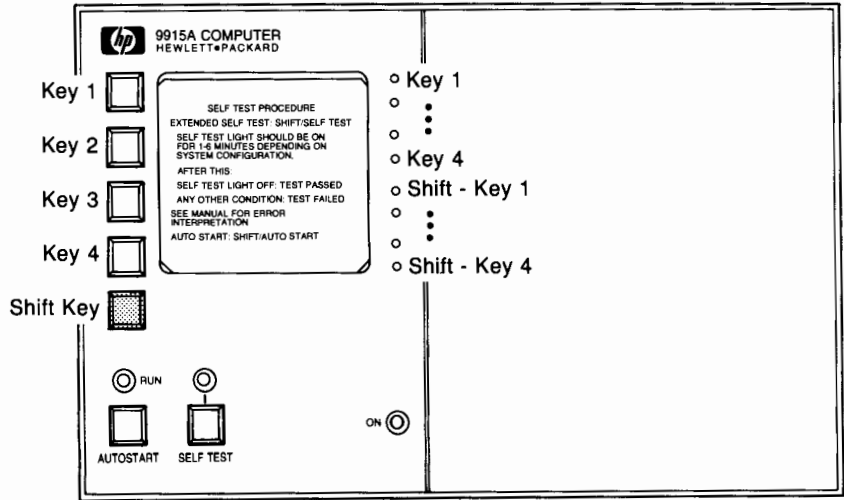 hp
9915A COMPUTER
HEWLETT•PACKARD
Key 1
Key 2
Key 3
Key 4
Shift Key
SELF TEST PROCEDURE
EXTENDED SELF TEST: SHIFT/SELF TEST
SELF TEST LIGHT SHOULD BE ON
FOR 1-6 MINUTES DEPENDING ON
SYSTEM CONFIGURATION.
AFTER THIS:
SELF TEST LIGHT OFF: TEST PASSED
ANY OTHER CONDITION: TEST FAILED
SEE MANUAL FOR ERROR
INTERPRETATION
AUTO START: SHIFT/AUTO START
Key 1
Key 4
Shift - Key 1
Shift - Key 4
RUN
AUTOSTART
SELF TEST
ON